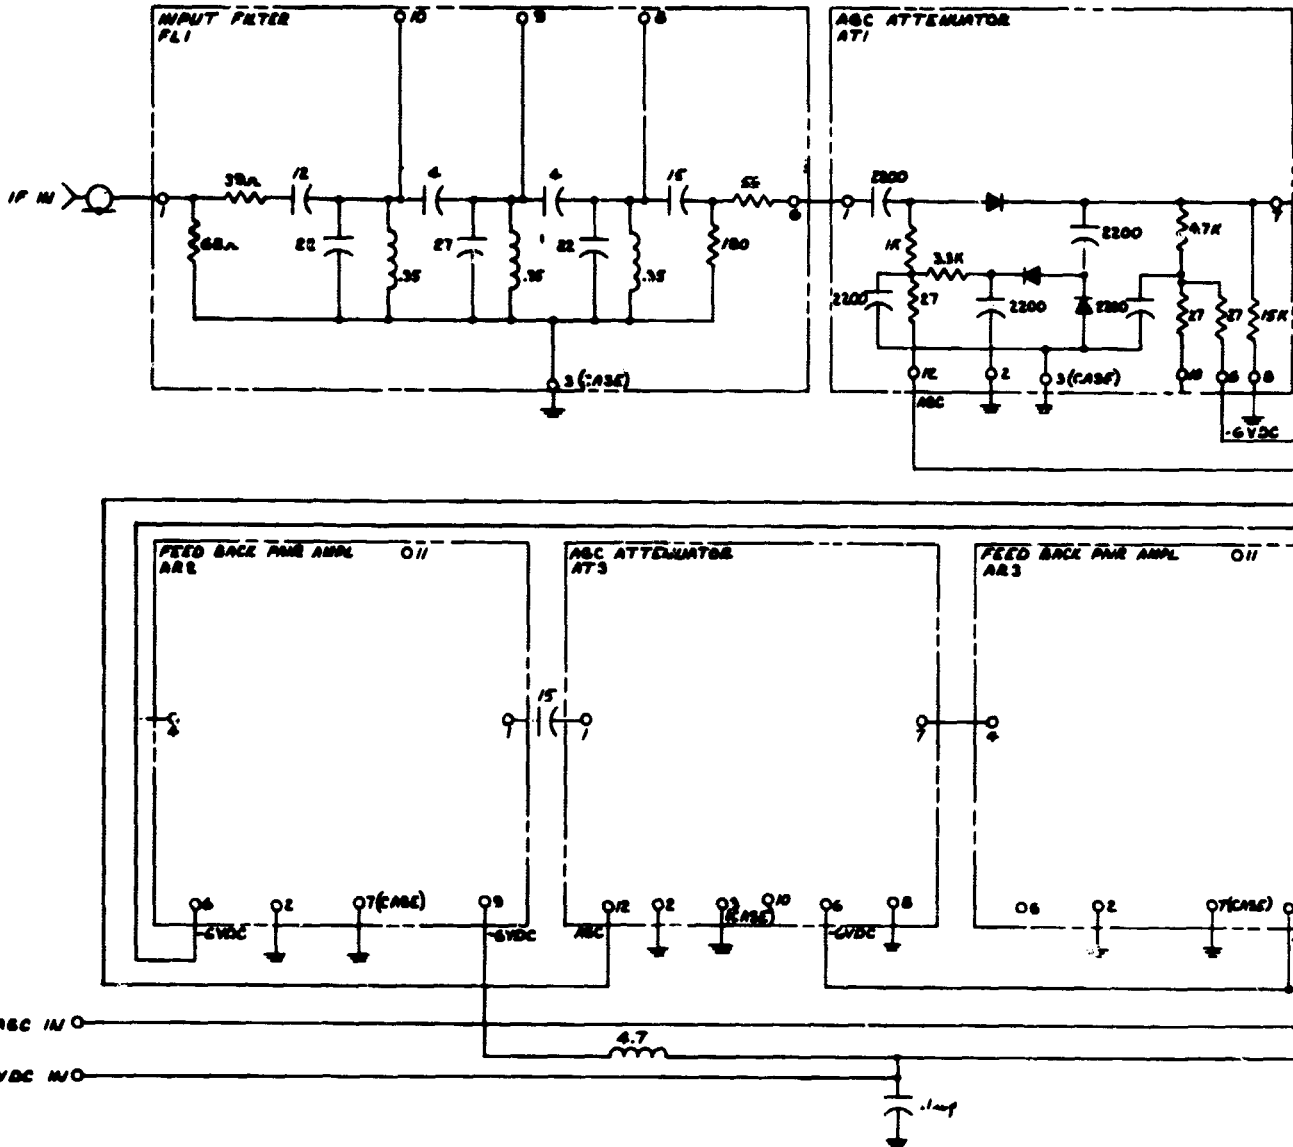 INPUT FILTER
FL1
10
9
8
AGC ATTENUATOR
AT1
IF IN
1
39Ω
12
4
4
15
55
6
1
2200
7
68Ω
22
.35
27
.35
22
.35
180
1K
3.3K
2200
4.7K
2200
27
2200
2200
27
27
15K
3 (CASE)
12
2
3 (CASE)
10
6
8
AGC
-6VDC
FEED BACK PAIR AMPL
AR2
11
AGC ATTENUATOR
AT3
FEED BACK PAIR AMPL
AR3
11
4
1
15
1
7
4
6
2
7(CASE)
9
12
2
3
(CASE)
10
6
8
6
2
7(CASE)
-6VDC
-6VDC
AGC
-6VDC
AGC IN
4.7
VDC IN